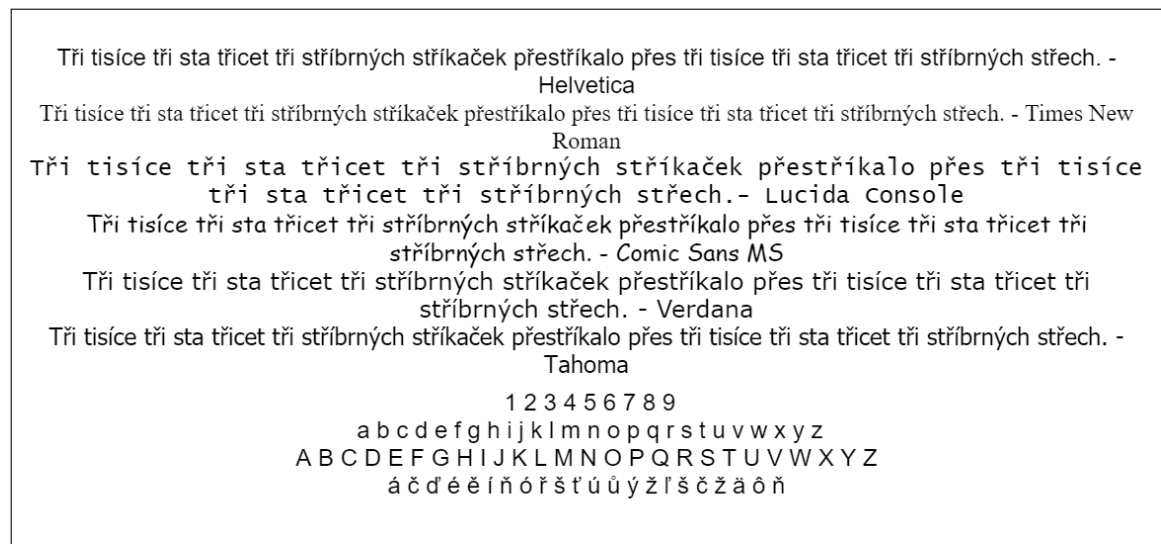 Tři tisíce tři sta třicet tři stříbrných stříkaček přestříkalo přes tři tisíce tři sta třicet tři stříbrných střech. -
Helvetica
Tři tisíce tři sta třicet tři stříbrných stříkaček přestříkalo přes tři tisíce tři sta třicet tři stříbrných střech. - Times New
Roman
Tři tisíce tři sta třicet tři stříbrných stříkaček přestříkalo přes tři tisíce
tři sta třicet tři stříbrných střech.- Lucida Console
Tři tisíce tři sta třicet tři stříbrných stříkaček přestříkalo přes tři tisíce tři sta třicet tři
stříbrných střech. - Comic Sans MS
Tři tisíce tři sta třicet tři stříbrných stříkaček přestříkalo přes tři tisíce tři sta třicet tři
stříbrných střech. - Verdana
Tři tisíce tři sta třicet tři stříbrných stříkaček přestříkalo přes tři tisíce tři sta třicet tři stříbrných střech. -
Tahoma
1 2 3 4 5 6 7 8 9
a b c d e f g h i j k l m n o p q r s t u v w x y z
A B C D E F G H I J K L M N O P Q R S T U V W X Y Z
á č ď é ě í ň ó ř š ť ú ů ý ž ľ š č ž ä ô ň